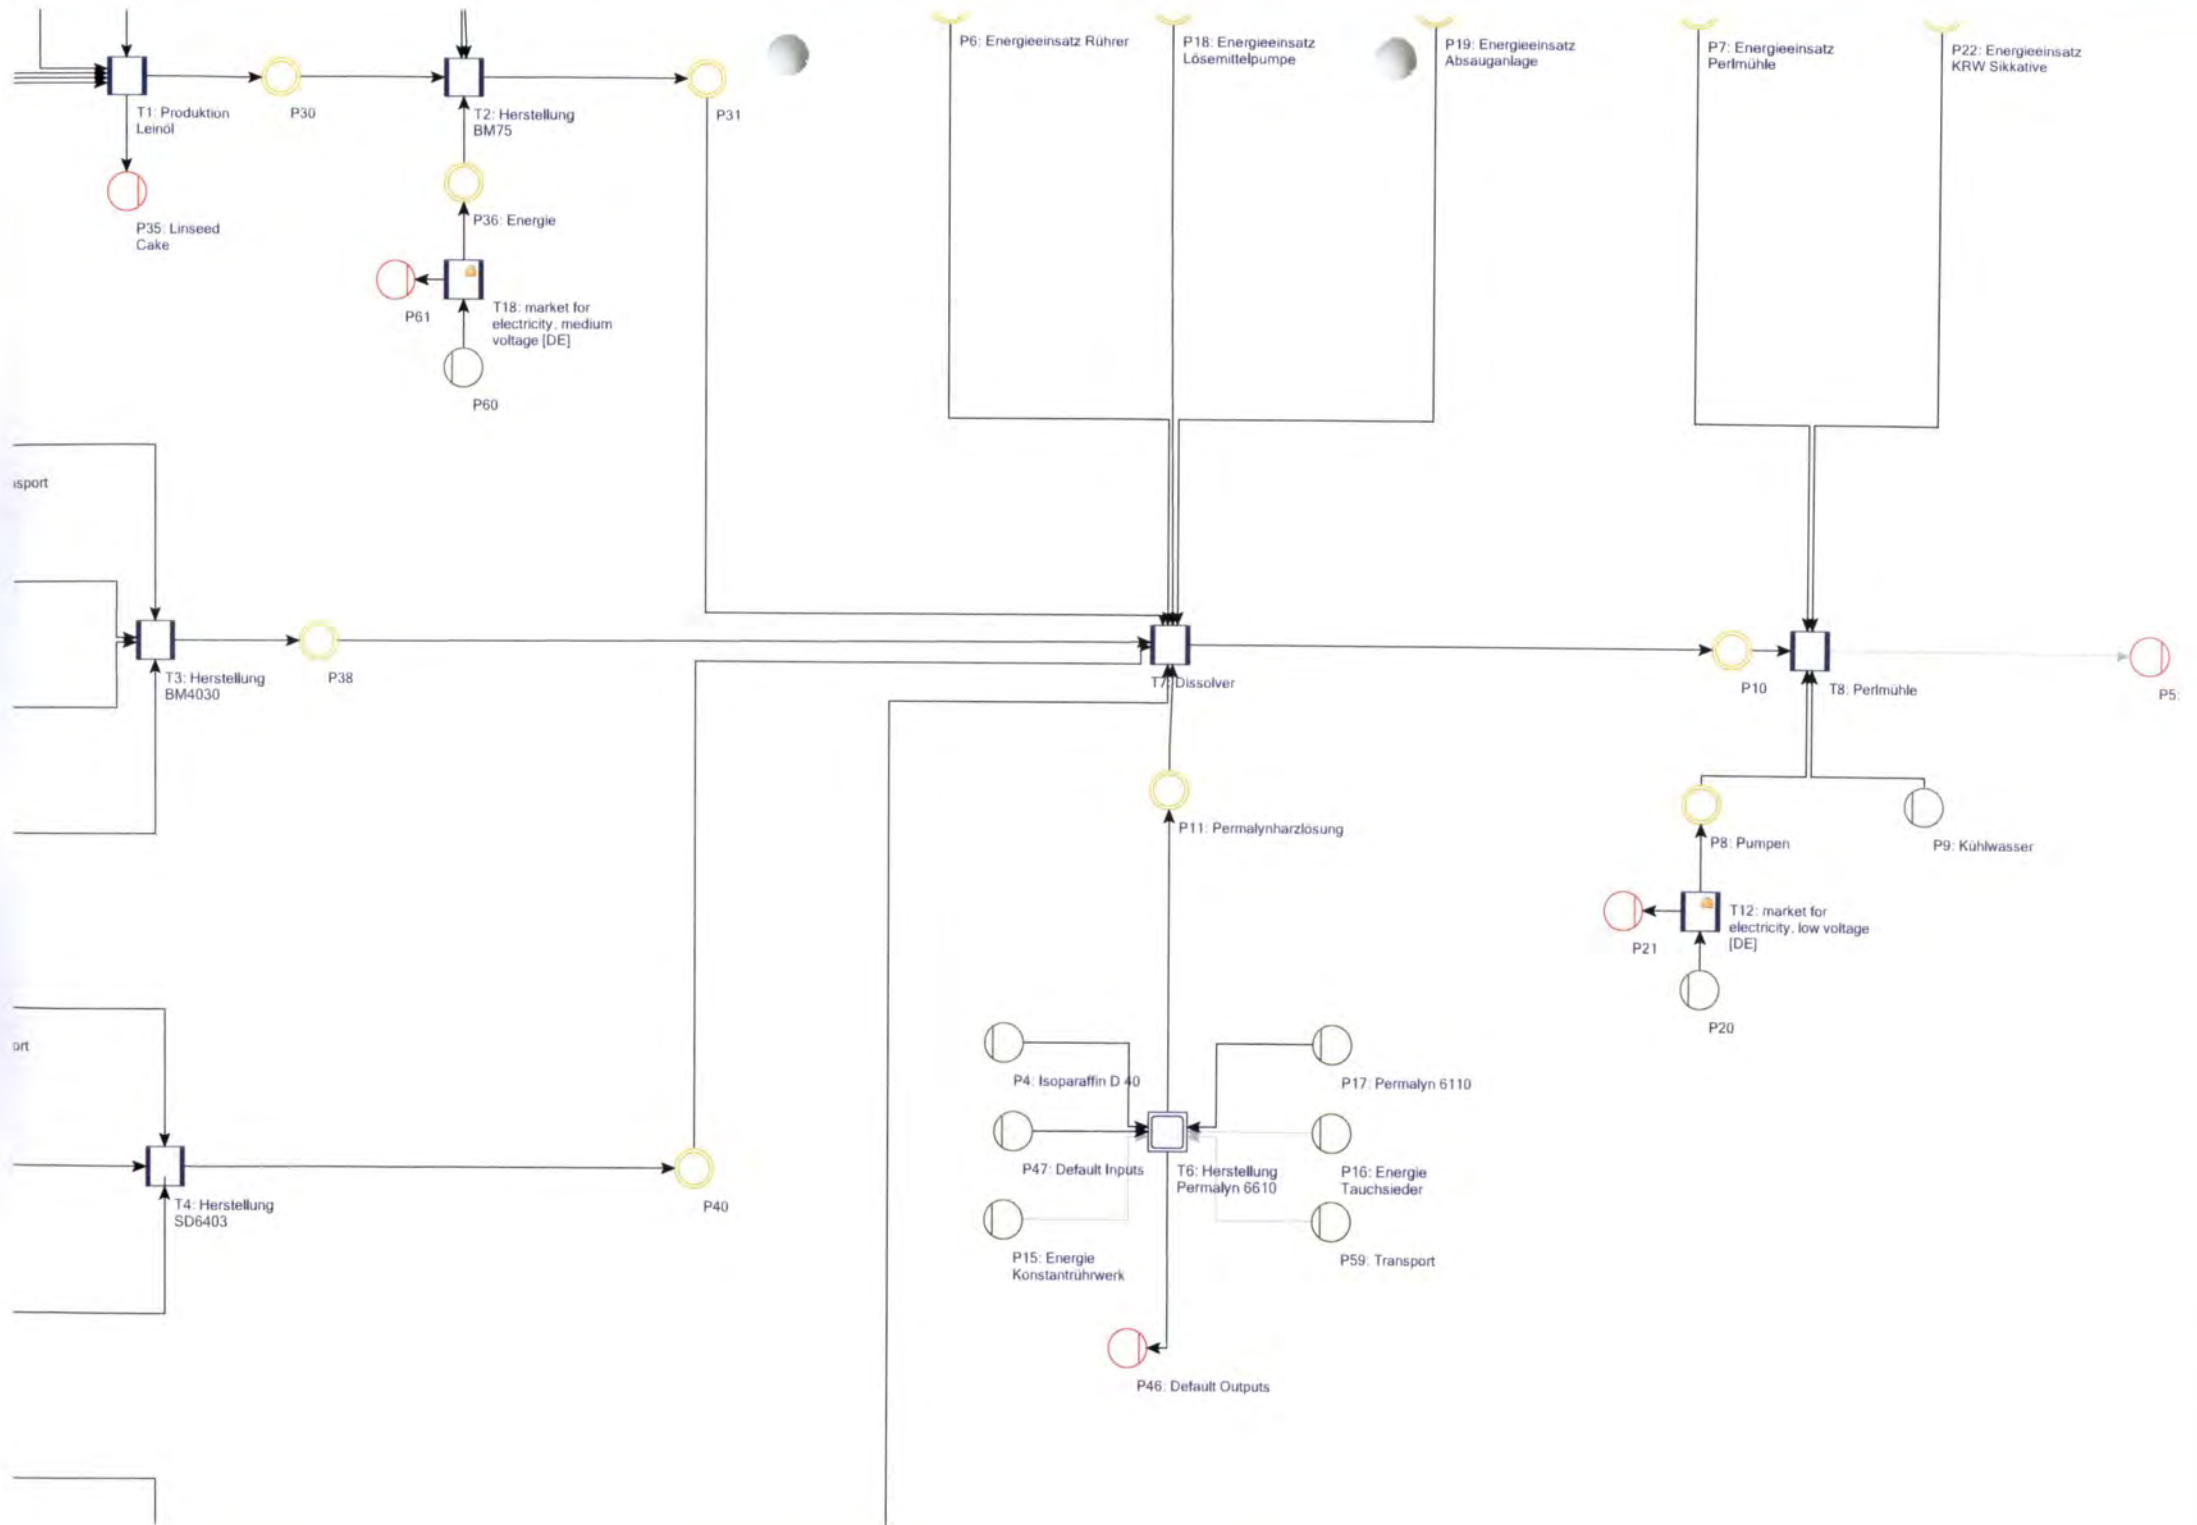 P6: Energieeinsatz Rührer
P18: Energieeinsatz
Lösemittelpumpe
P19: Energieeinsatz
Absauganlage
P7: Energieeinsatz
Perlmühle
P22: Energieeinsatz
KRW Sikkative
T1: Produktion
Leinöl
P30
T2: Herstellung
BM75
P31
P35: Linseed
Cake
P36: Energie
P61
T18: market for
electricity, medium
voltage [DE]
P60
sport
T3: Herstellung
BM4030
P38
T7: Dissolver
P10
T8: Perlmühle
P5:
P11: Permalynharzlösung
P8: Pumpen
P9: Kühlwasser
P21
T12: market for
electricity, low voltage
[DE]
P20
ort
P4: Isoparaffin D 40
P17: Permalyn 6110
P47: Default Inputs
T6: Herstellung
Permalyn 6610
P16: Energie
Tauchsieder
T4: Herstellung
SD6403
P40
P15: Energie
Konstantrührwerk
P59: Transport
P46: Default Outputs